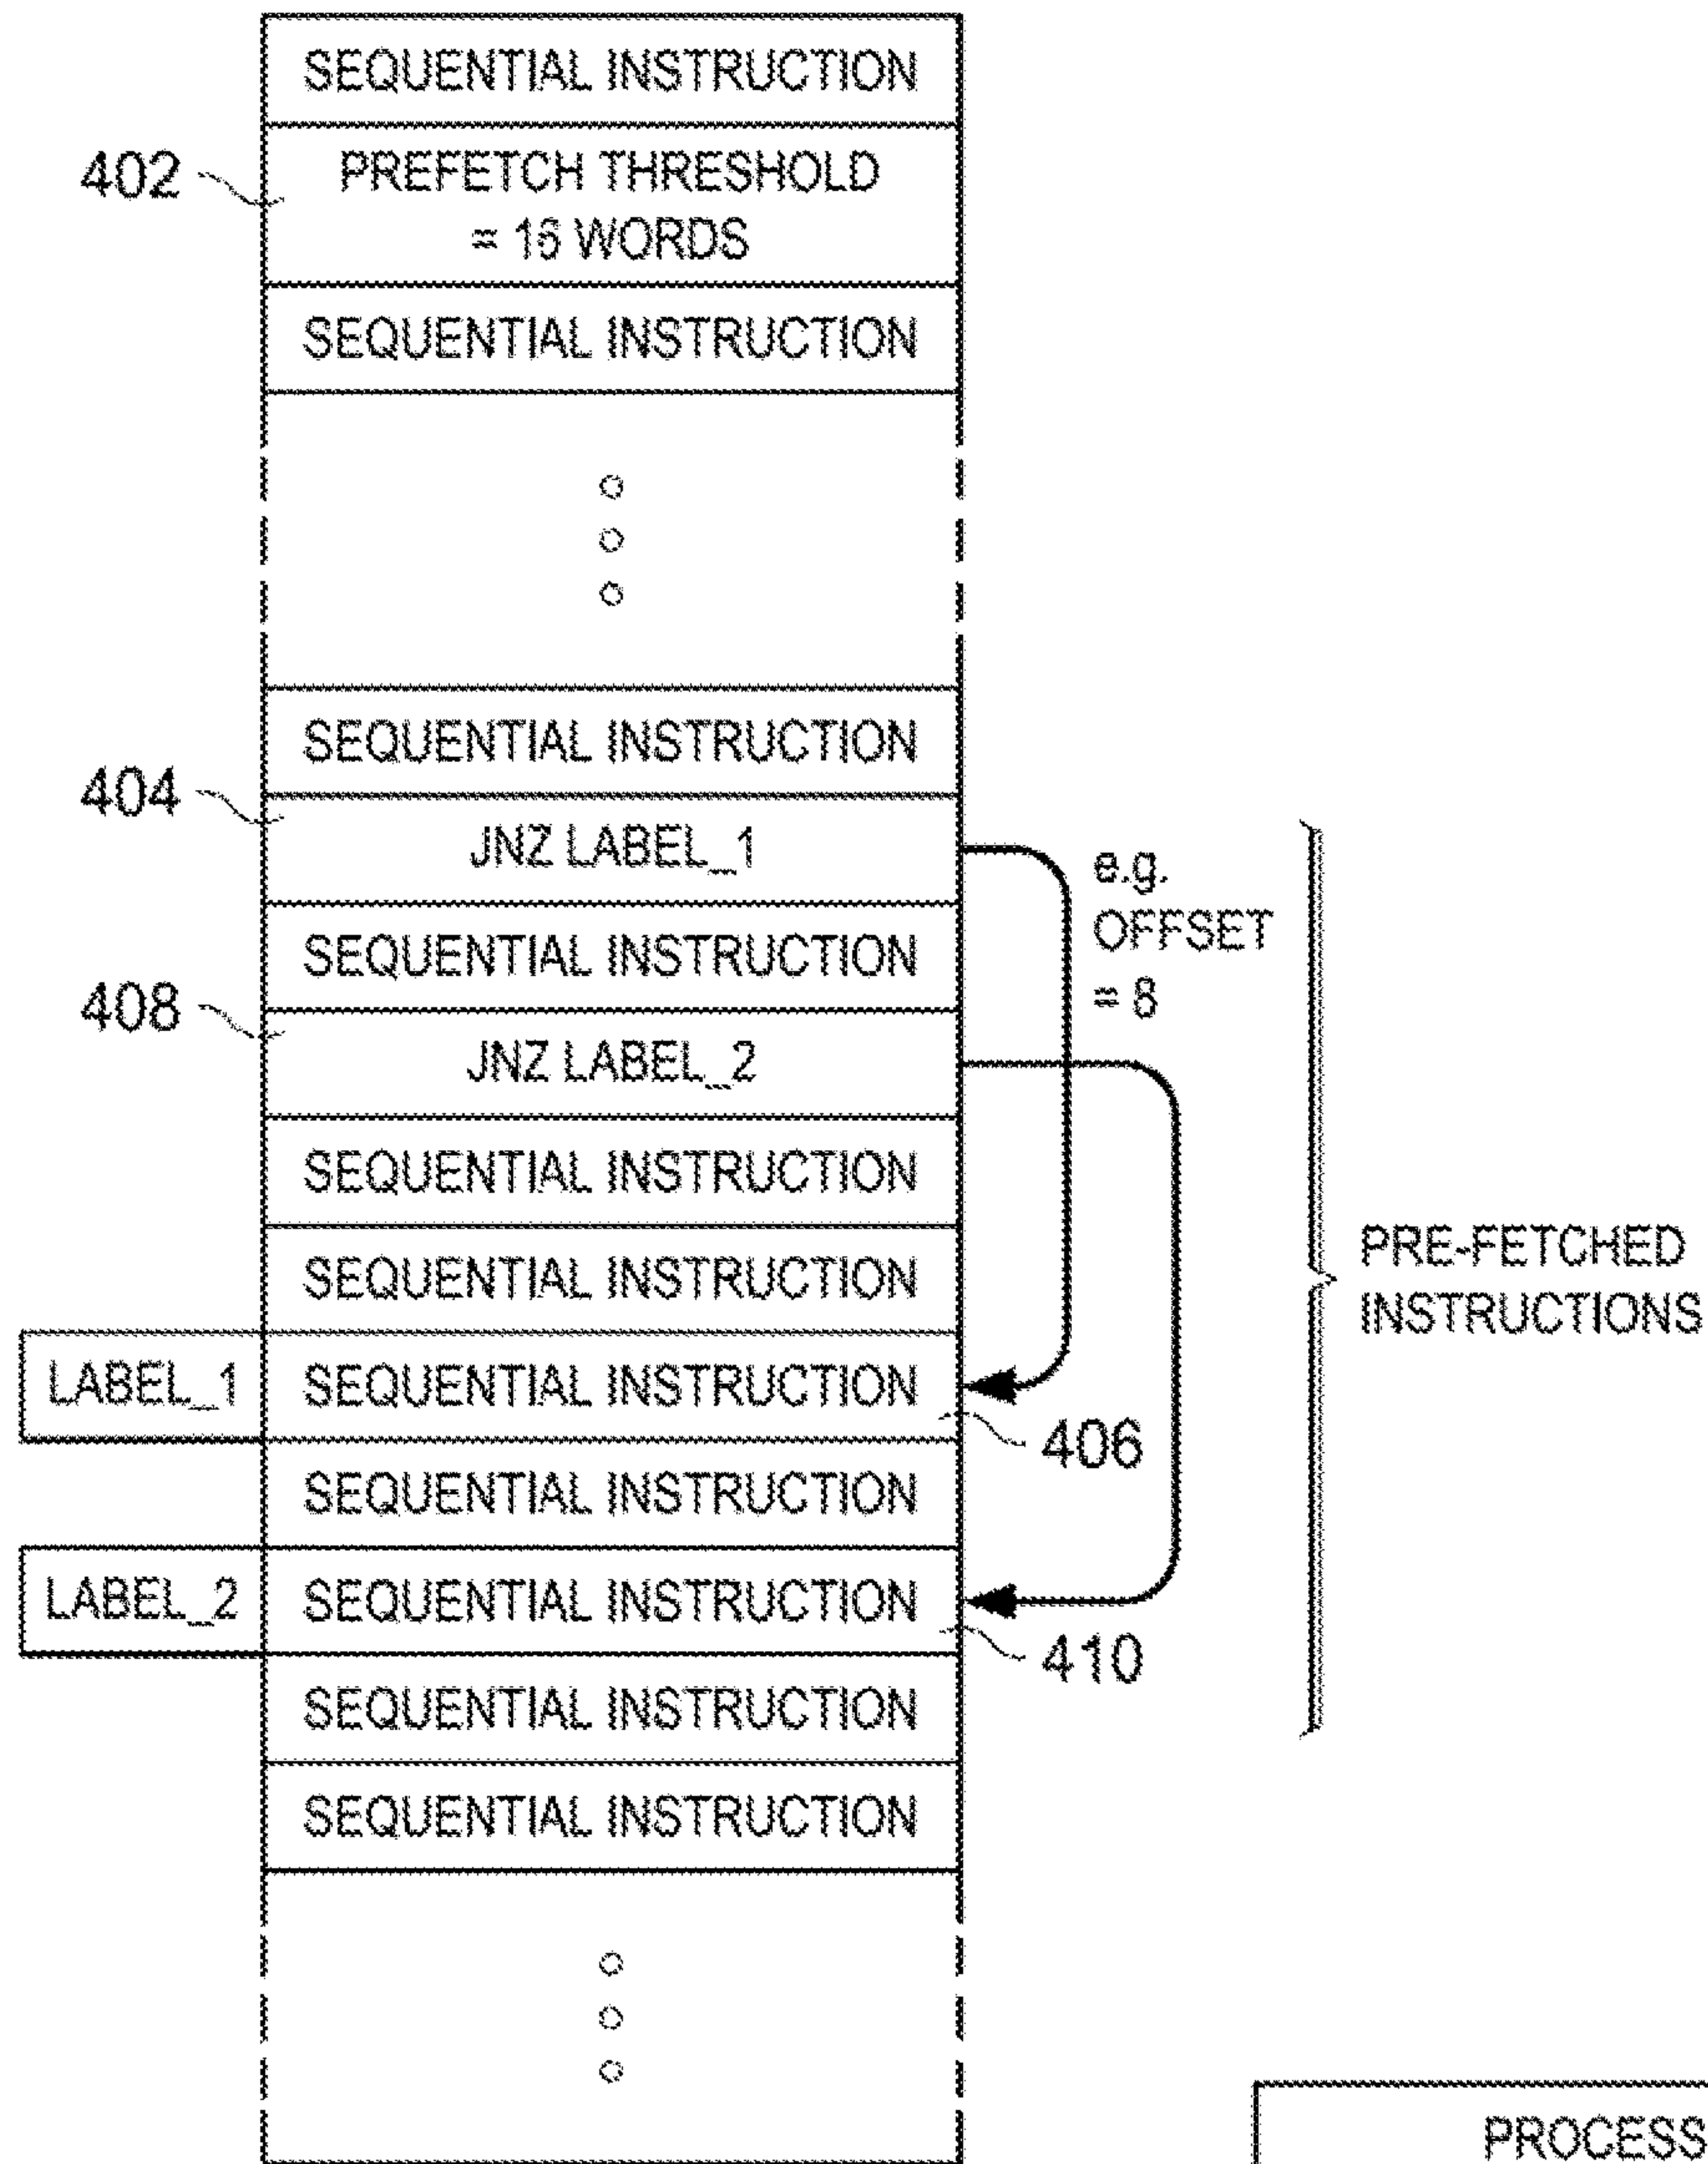 SEQUENTIAL INSTRUCTION
402
PREFETCH THRESHOLD
= 16 WORDS
SEQUENTIAL INSTRUCTION
SEQUENTIAL INSTRUCTION
404
JNZ LABEL_1
e.g.
OFFSET
= 8
SEQUENTIAL INSTRUCTION
408
JNZ LABEL_2
SEQUENTIAL INSTRUCTION
SEQUENTIAL INSTRUCTION
PRE-FETCHED
INSTRUCTIONS
LABEL_1 SEQUENTIAL INSTRUCTION
406
SEQUENTIAL INSTRUCTION
LABEL_2 SEQUENTIAL INSTRUCTION
410
SEQUENTIAL INSTRUCTION
SEQUENTIAL INSTRUCTION
PROCESS